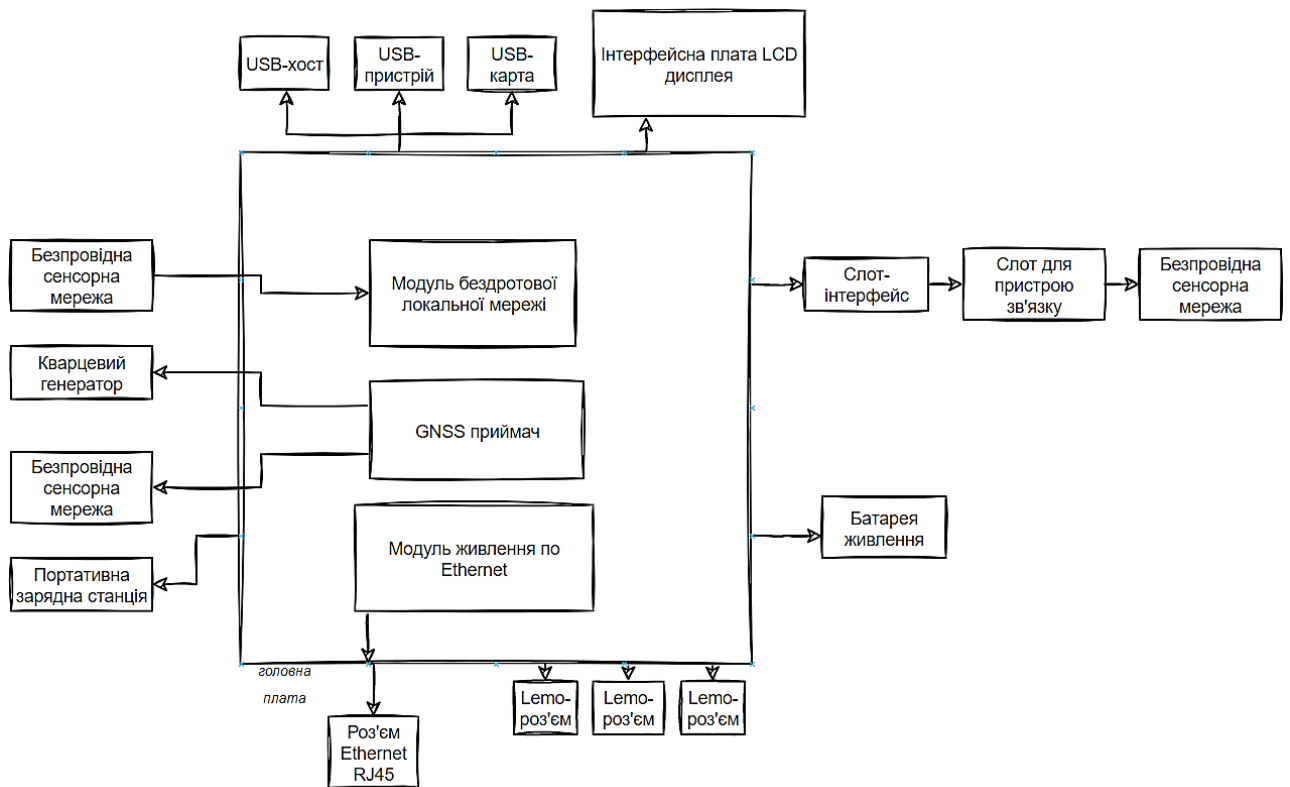 USB-хост
USB-
пристрій
USB-
карта
Інтерфейсна плата LCD
дисплея
Безпровідна
сенсорна
мережа
Модуль бездротової
локальної мережі
Слот-
інтерфейс
Слот для
пристрою
зв'язку
Безпровідна
сенсорна
мережа
Кварцевий
генератор
GNSS приймач
Безпровідна
сенсорна
мережа
Модуль живлення по
Ethernet
Батарея
живлення
Портативна
зарядна станція
головна
плата
Роз'єм
Ethernet
RJ45
Lemo-
роз'єм
Lemo-
роз'єм
Lemo-
роз'єм